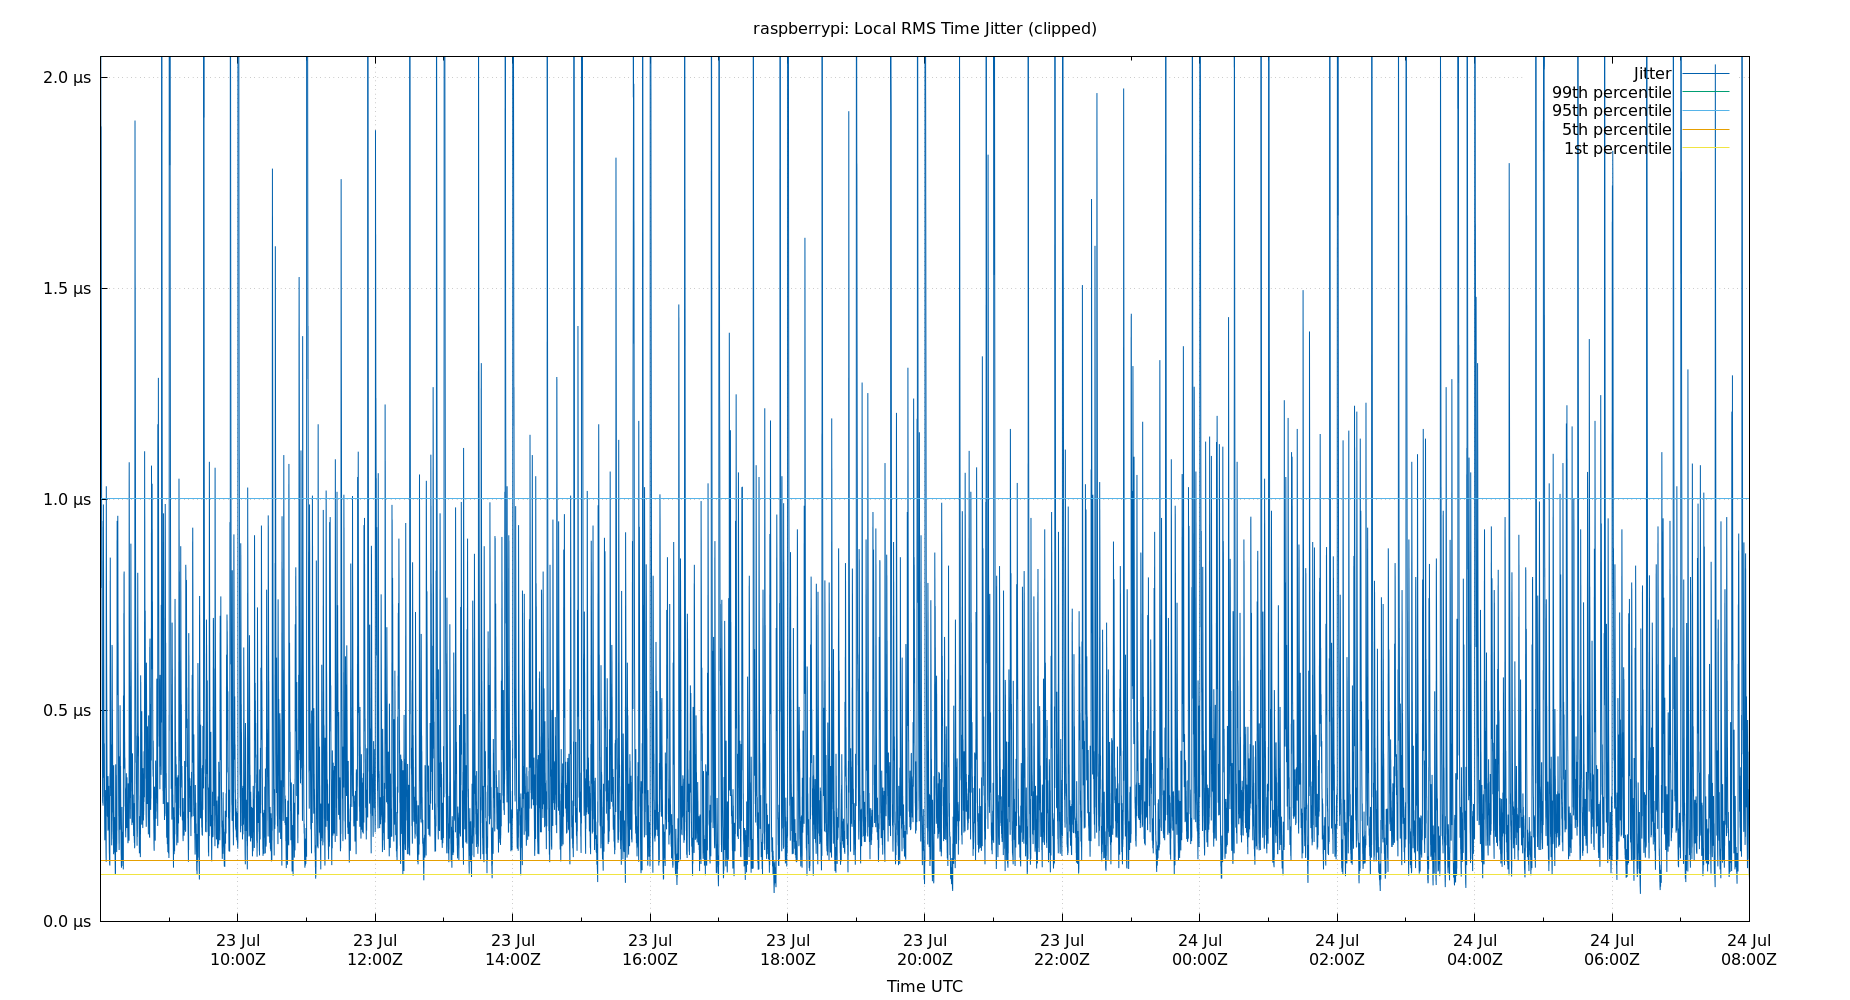 raspberrypi: Local RMS Time Jitter (clipped)
2.0 µs
1.5 µs
1.0 µs
0.5 µs
0.0 µs
Jitter
99th percentile
95th percentile
5th percentile
1st percentile
23 Jul
10:00Z
23 Jul
12:00Z
23 Jul
14:00Z
23 Jul
16:00Z
23 Jul
18:00Z
23 Jul
20:00Z
23 Jul
22:00Z
24 Jul
00:00Z
24 Jul
02:00Z
24 Jul
04:00Z
24 Jul
06:00Z
24 Jul
08:00Z
Time UTC